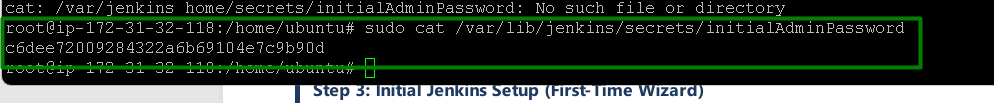 cat: /var/jenkins home/secrets/initialAdminPassword: No such file or directory
root@ip-172-31-32-118:/home/ubuntu# sudo cat /var/lib/jenkins/secrets/initialAdminPassword
c6dee72009284322a6b69104e7c9b90d
root@ip-172-31-32-118:/home/ubuntu#
Step 3: Initial Jenkins Setup (First-Time Wizard)